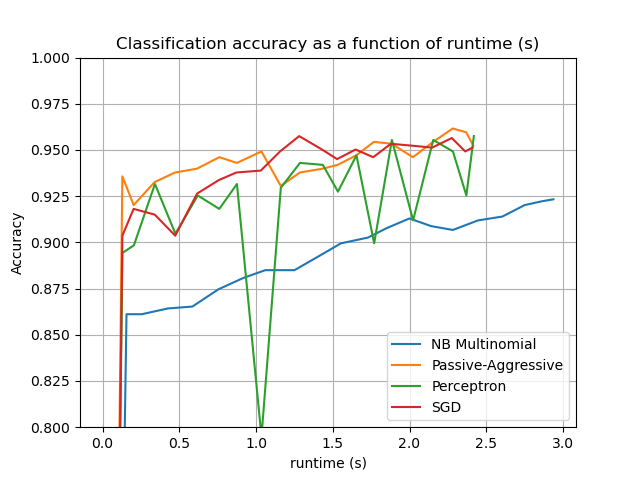 Classification accuracy as a function of runtime (s)
1.000
0.975
0.950
0.925
0.900
0.875
0.850
0.825
0.800
Accuracy
NB Multinomial
Passive-Aggressive
Perceptron
SGD
0.0 0.5 1.0 1.5 2.0 2.5 3.0
runtime (s)